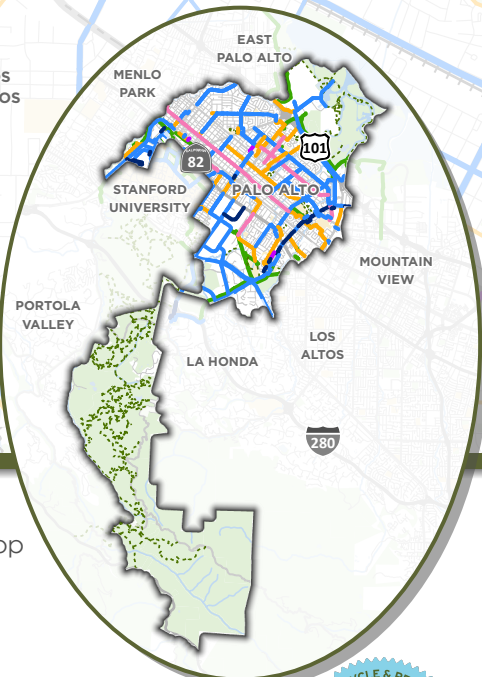 EAST
PALO ALTO
MENLO
PARK
S
OS
101
CALIFORNIA
82
PALO ALTO
STANFORD
UNIVERSITY
MOUNTAIN
VIEW
PORTOLA
VALLEY
LOS
ALTOS
LA HONDA
280
op